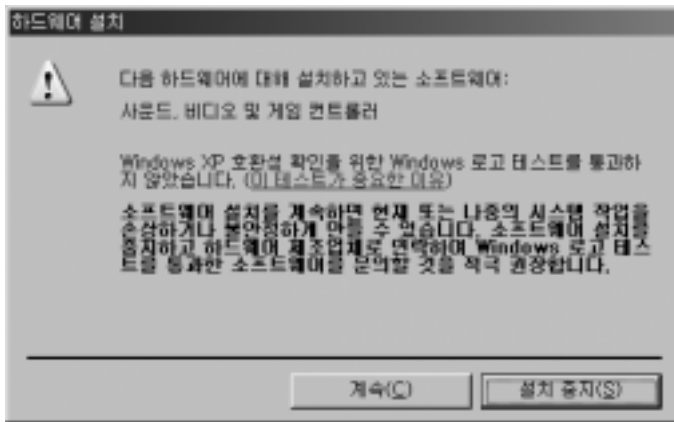 하드웨어 설치
다음 하드웨어에 대해 설치하고 있는 소프트웨어:
사운드, 비디오 및 게임 컨트롤러
Windows XP 호환성 확인을 위한 Windows 로고 테스트를 통과하
지 않았습니다. (이 테스트가 중요한 이유)
소프트웨어 설치를 계속하면 현재 또는 나중의 시스템 작업을
손상하거나 불안정하게 만들 수 있습니다. 소프트웨어 설치를
중지하고 하드웨어 제조업체로 연락하여 Windows 로고 테스
트를 통과한 소프트웨어를 문의할 것을 적극 권장합니다.
계속(C)
설치 중지(S)